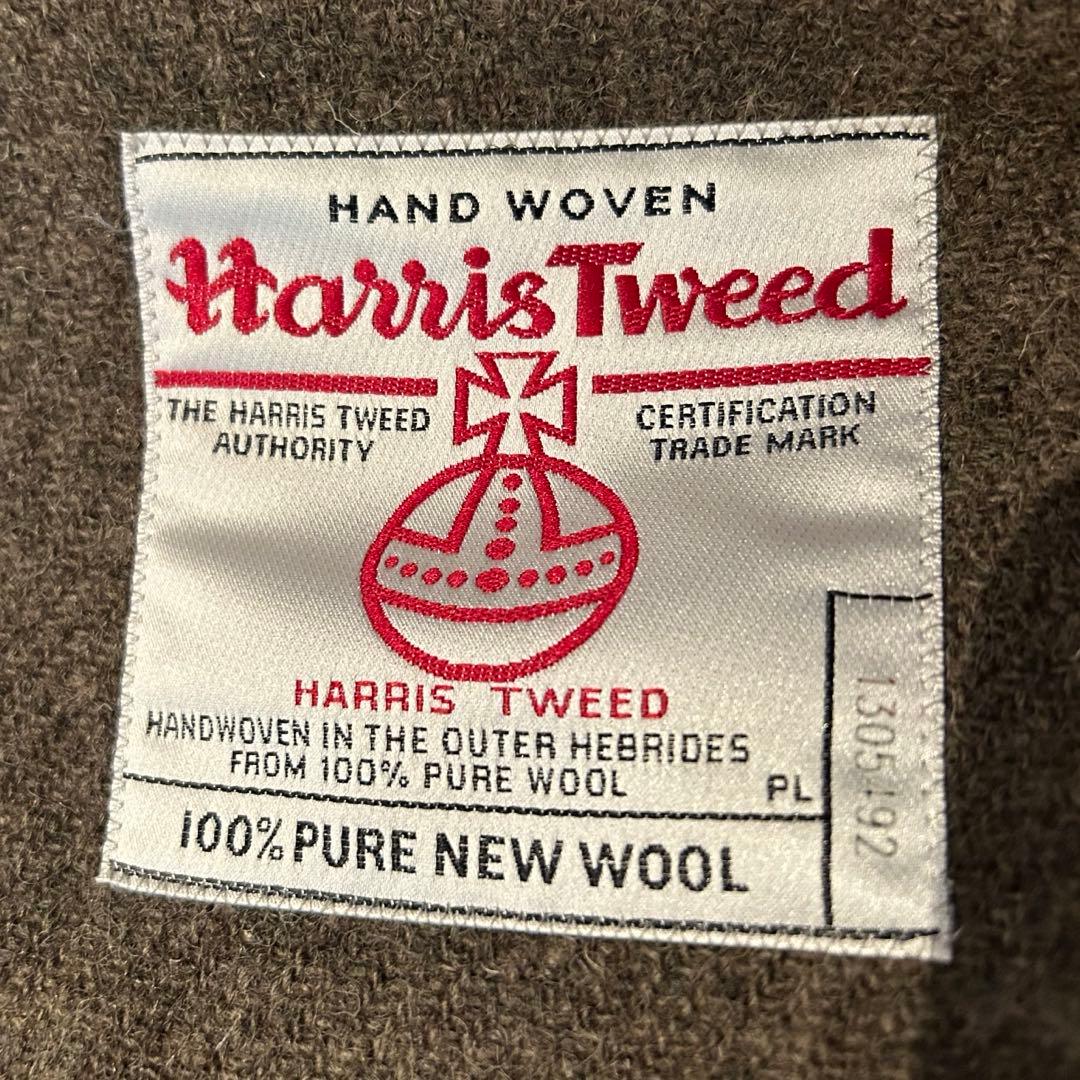 HAND WOVEN
Harris Tweed
THE HARRIS TWEED
AUTHORITY
CERTIFICATION
TRADE MARK
HARRIS TWEED
HANDWOVEN IN THE OUTER HEBRIDES
FROM 100% PURE WOOL
PL
100% PURE NEW WOOL